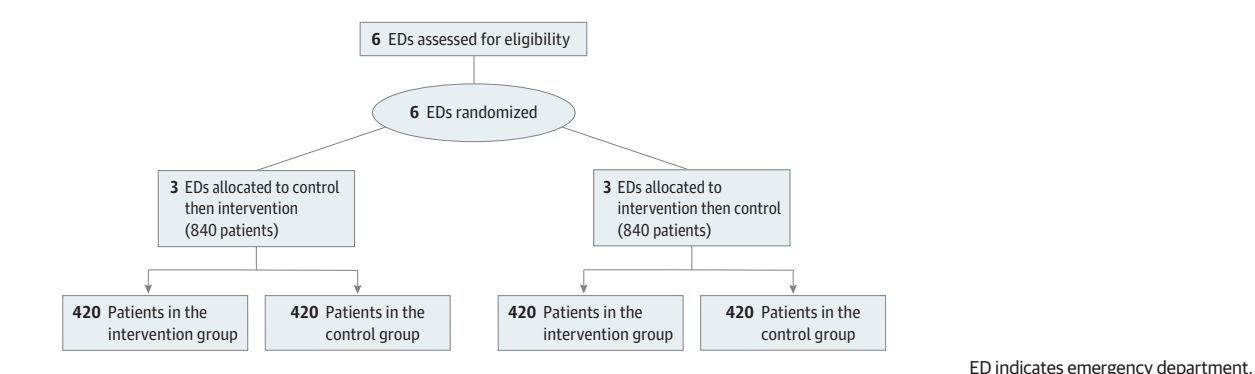 6 EDs assessed for eligibility
6 EDs randomized
3 EDs allocated to control
then intervention
(840 patients)
3 EDs allocated to
intervention then control
(840 patients)
420 Patients in the
intervention group
420 Patients in the
control group
420 Patients in the
intervention group
420 Patients in the
control group
ED indicates emergency department.